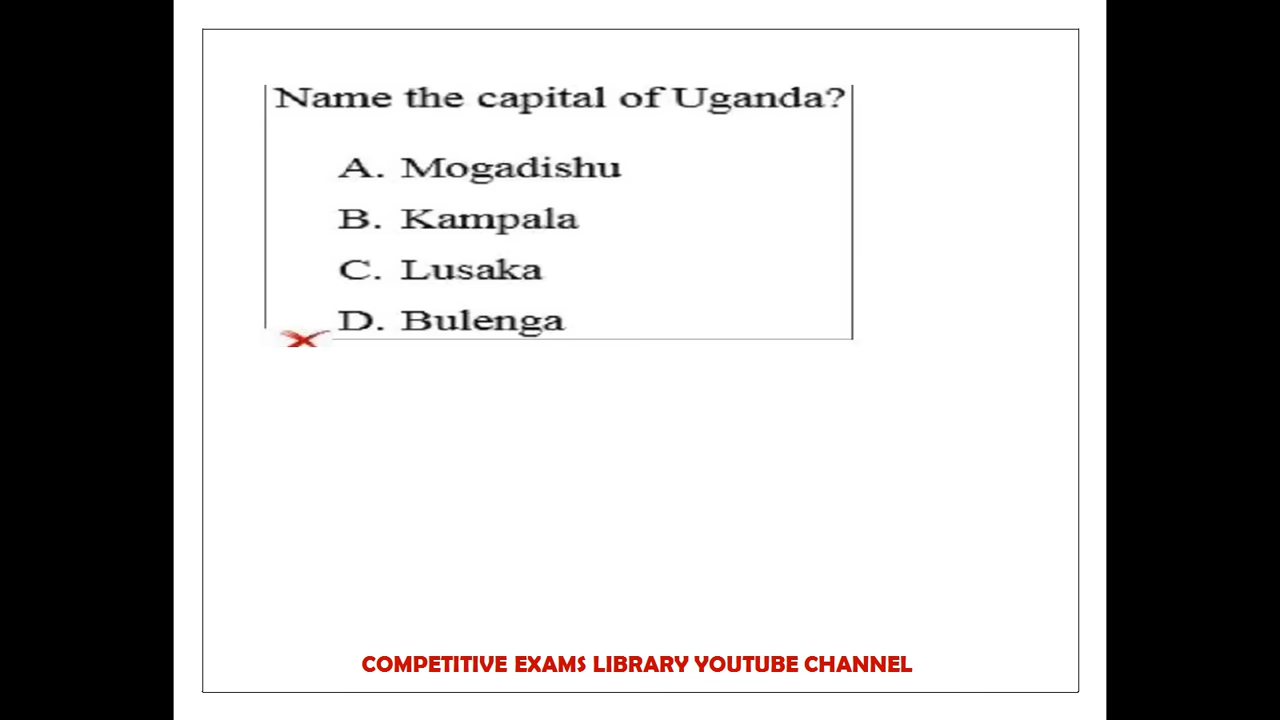 Name the capital of Uganda?
A. Mogadishu
B. Kampala
C. Lusaka
D. Bulenga
COMPETITIVE EXAMS LIBRARY YOUTUBE CHANNEL